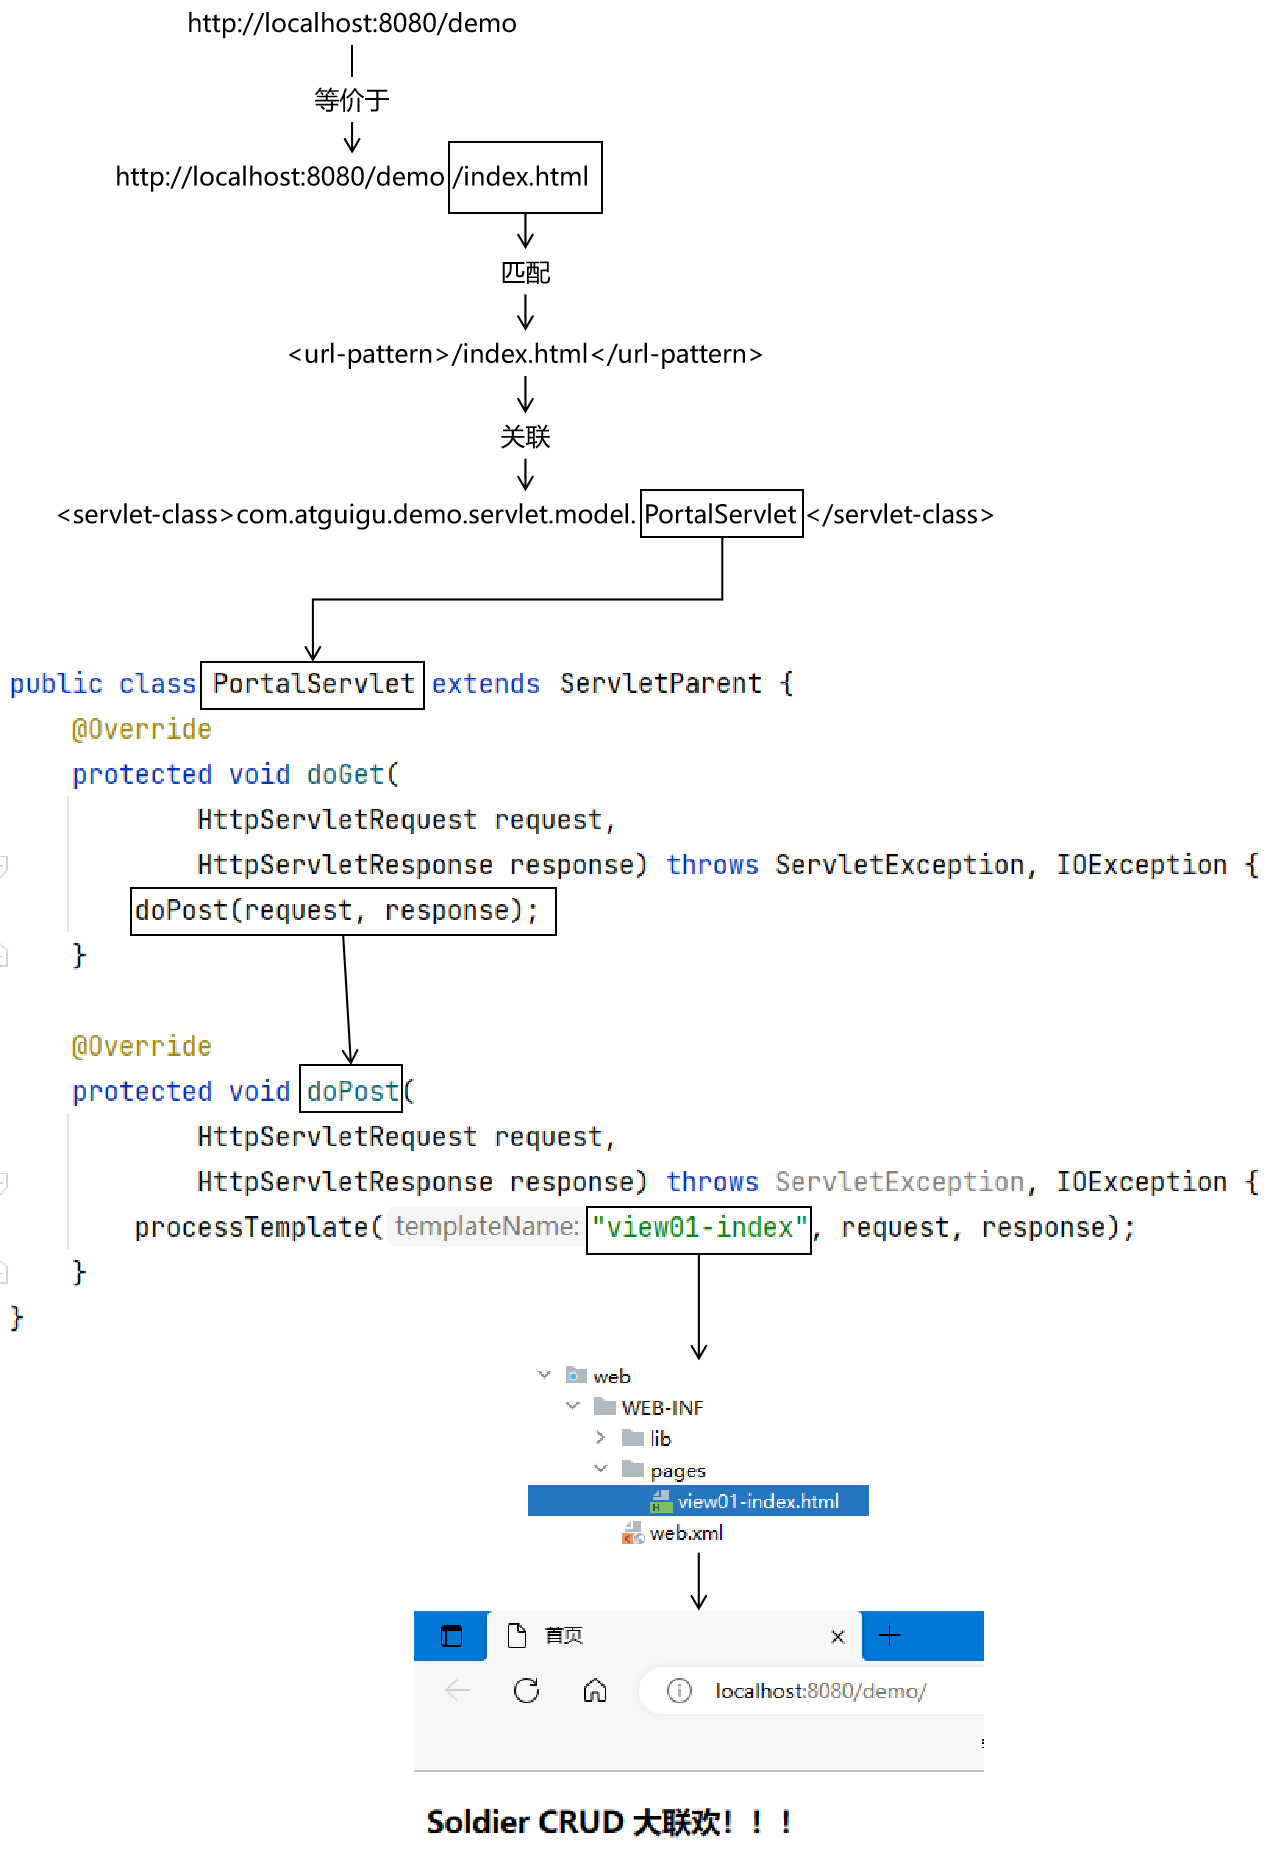 http://localhost:8080/demo
等价于
http://localhost:8080/demo /index.html
匹配
<url-pattern>/index.html</url-pattern>
关联
<servlet-class>com.atguigu.demo.servlet.model. PortalServlet </servlet-class>
public class PortalServlet extends ServletParent {
@Override
protected void doGet(
HttpServletRequest request,
HttpServletResponse response) throws ServletException, IOException {
doPost(request, response);
}
@Override
protected void doPost(
HttpServletRequest request,
HttpServletResponse response) throws ServletException, IOException {
processTemplate( templateName: "view01-index", request, response);
}
}
web
WEB-INF
lib
pages
view01-index.html
web.xml
首页
localhost:8080/demo/
Soldier CRUD 大联欢！！！